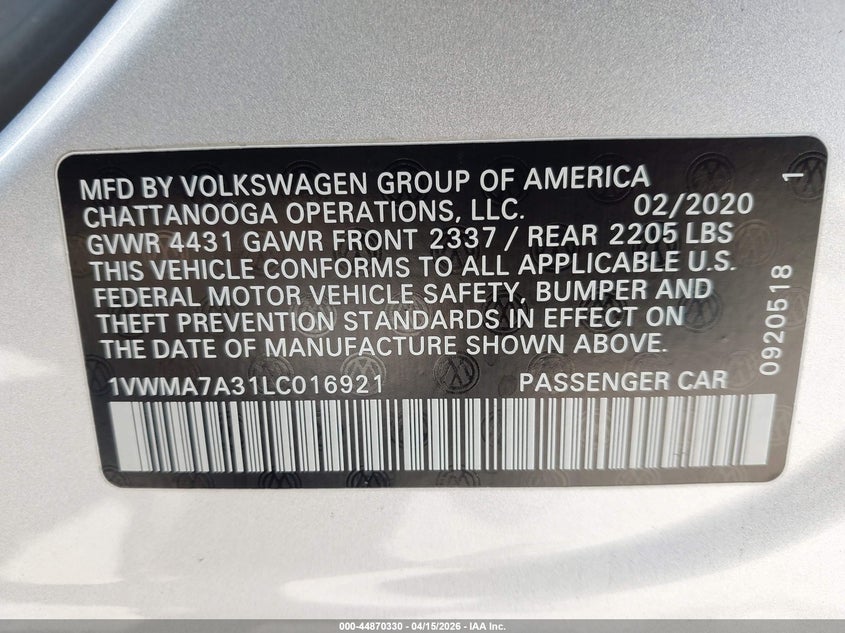 MFD BY VOLKSWAGEN GROUP OF AMERICA
CHATTANOOGA OPERATIONS, LLC. 02/2020
GVWR 4431 GAWR FRONT 2337 / REAR 2205 LBS
THIS VEHICLE CONFORMS TO ALL APPLICABLE U.S.
FEDERAL MOTOR VEHICLE SAFETY, BUMPER AND
THEFT PREVENTION STANDARDS IN EFFECT ON
THE DATE OF MANUFACTURE SHOWN ABOVE.
1VWMA7A31LC016921 PASSENGER CAR
0920518 1
000-44870330 - 04/15/2026 - IAA Inc.